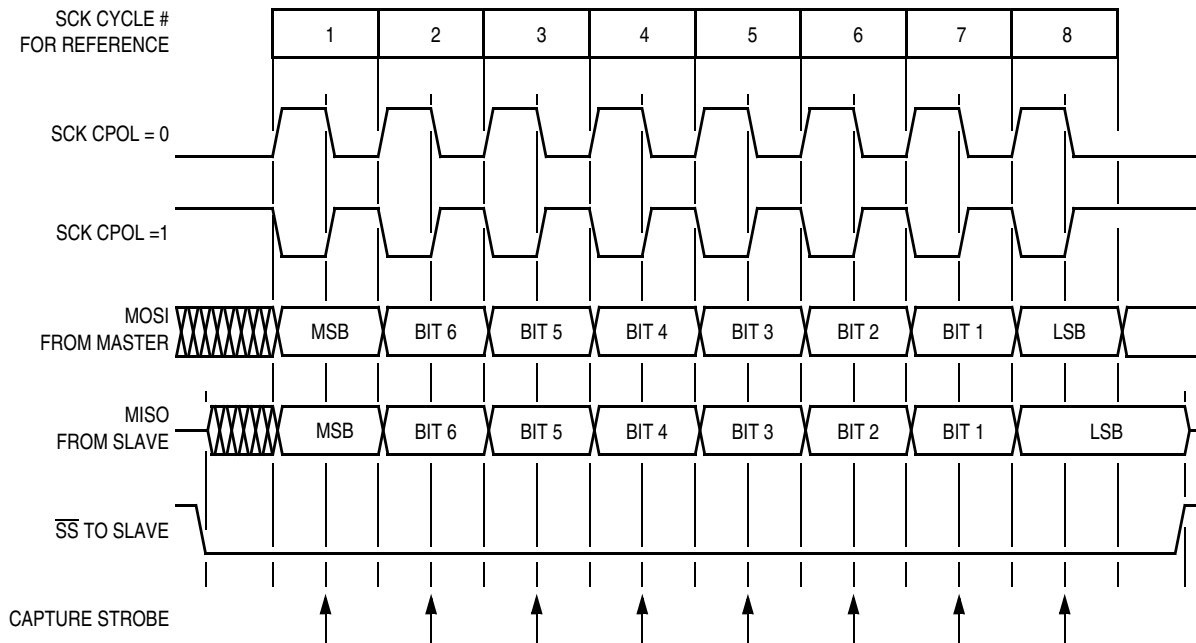 SCK CYCLE #
FOR REFERENCE
1 2 3 4 5 6 7 8
SCK CPOL = 0
SCK CPOL =1
MOSI
FROM MASTER
MSB BIT 6 BIT 5 BIT 4 BIT 3 BIT 2 BIT 1 LSB
MISO
FROM SLAVE
MSB BIT 6 BIT 5 BIT 4 BIT 3 BIT 2 BIT 1 LSB
S̅S̅ TO SLAVE
CAPTURE STROBE